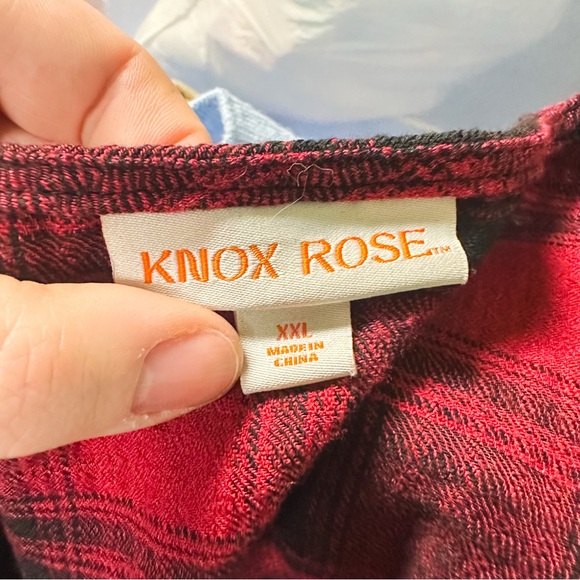 KNOX ROSE™
XXL
MADE IN
CHINA